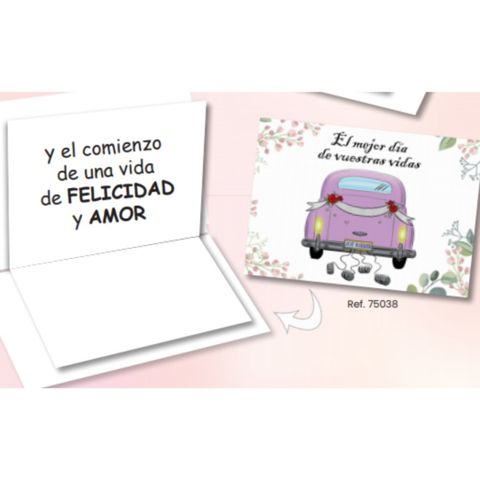 y el comienzo
de una vida
de FELICIDAD
y AMOR
El mejor día
de vuestras vidas
Ref. 75038